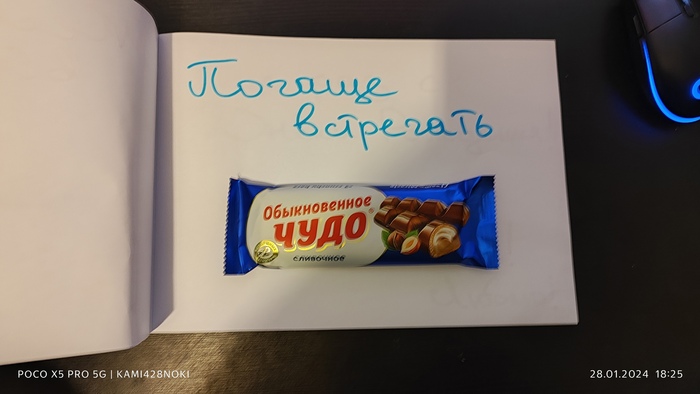 Почаще
встречать
Обыкновенное
ЧУДО
СЛИВОЧНОЕ
POCO X5 PRO 5G | KAMI428NOKI
28.01.2024 18:25